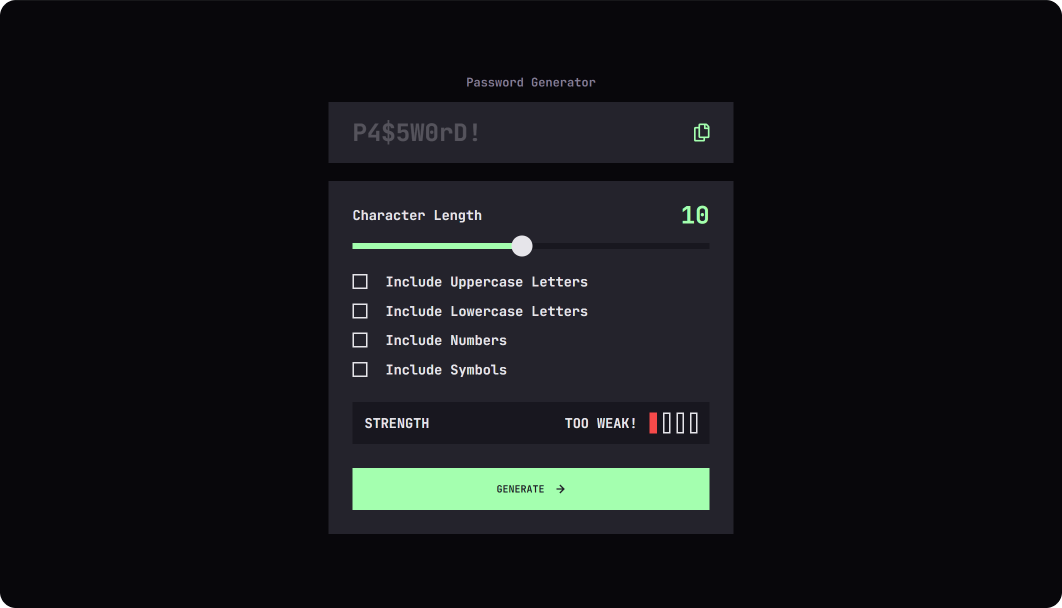 Password Generator
P4$5W0rD!
Character Length 10
Include Uppercase Letters
Include Lowercase Letters
Include Numbers
Include Symbols
STRENGTH TOO WEAK!
GENERATE →